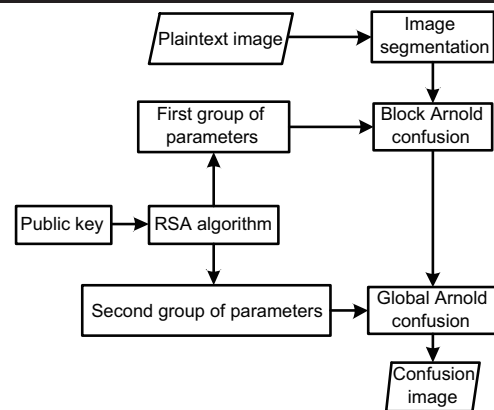 Plaintext image
Image
segmentation
First group of
parameters
Block Arnold
confusion
Public key
RSA algorithm
Second group of parameters
Global Arnold
confusion
Confusion
image